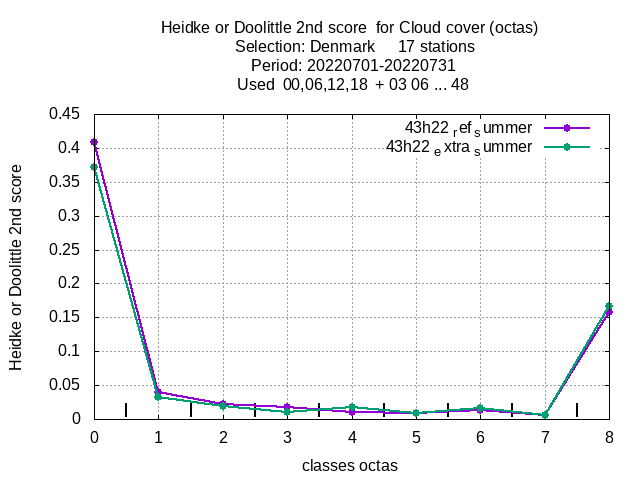 Heidke or Doolittle 2nd score  for Cloud cover (octas)
Selection: Denmark     17 stations
Period: 20220701-20220731
Used  00,06,12,18  + 03 06 ... 48
43h22 ref summer
43h22 extra summer
Heidke or Doolittle 2nd score
0.45
0.4
0.35
0.3
0.25
0.2
0.15
0.1
0.05
0
0 1 2 3 4 5 6 7 8
classes octas